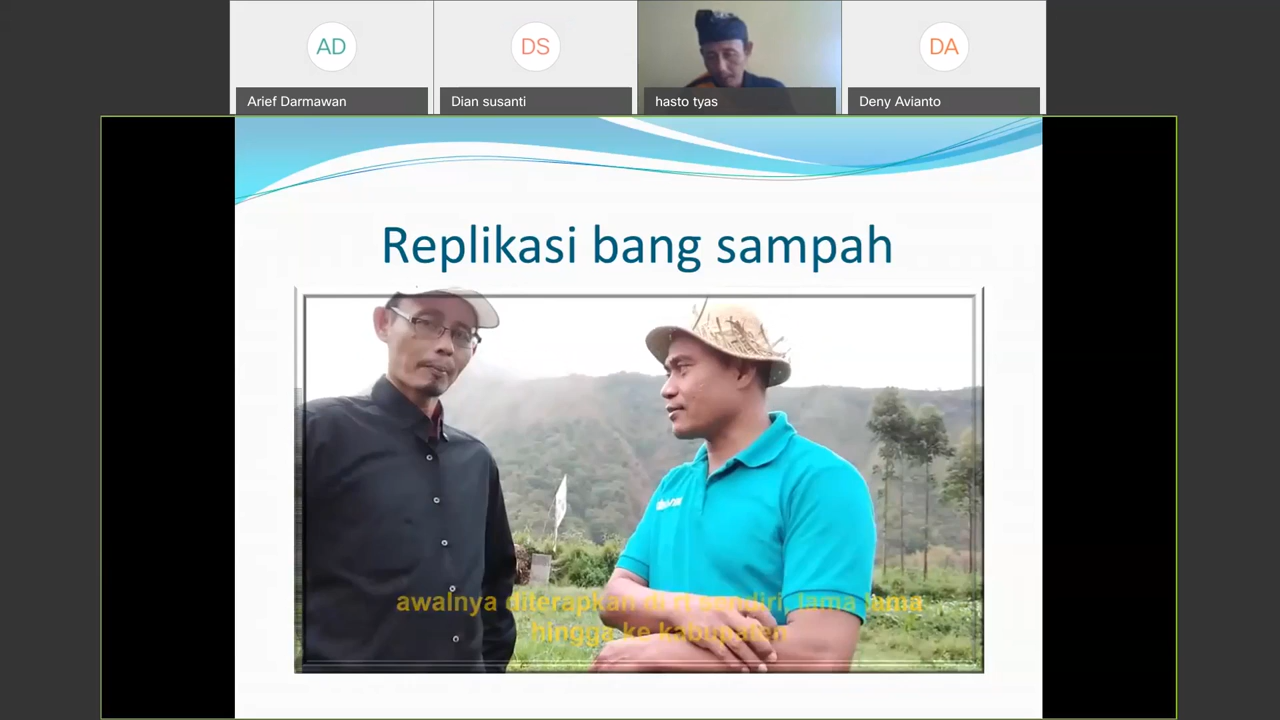 AD
DS
DA
Arief Darmawan
Dian susanti
hasto tyas
Deny Avianto
Replikasi bang sampah
awalnya diterapkan di rt sendiri, lama lama
hingga ke kabupaten